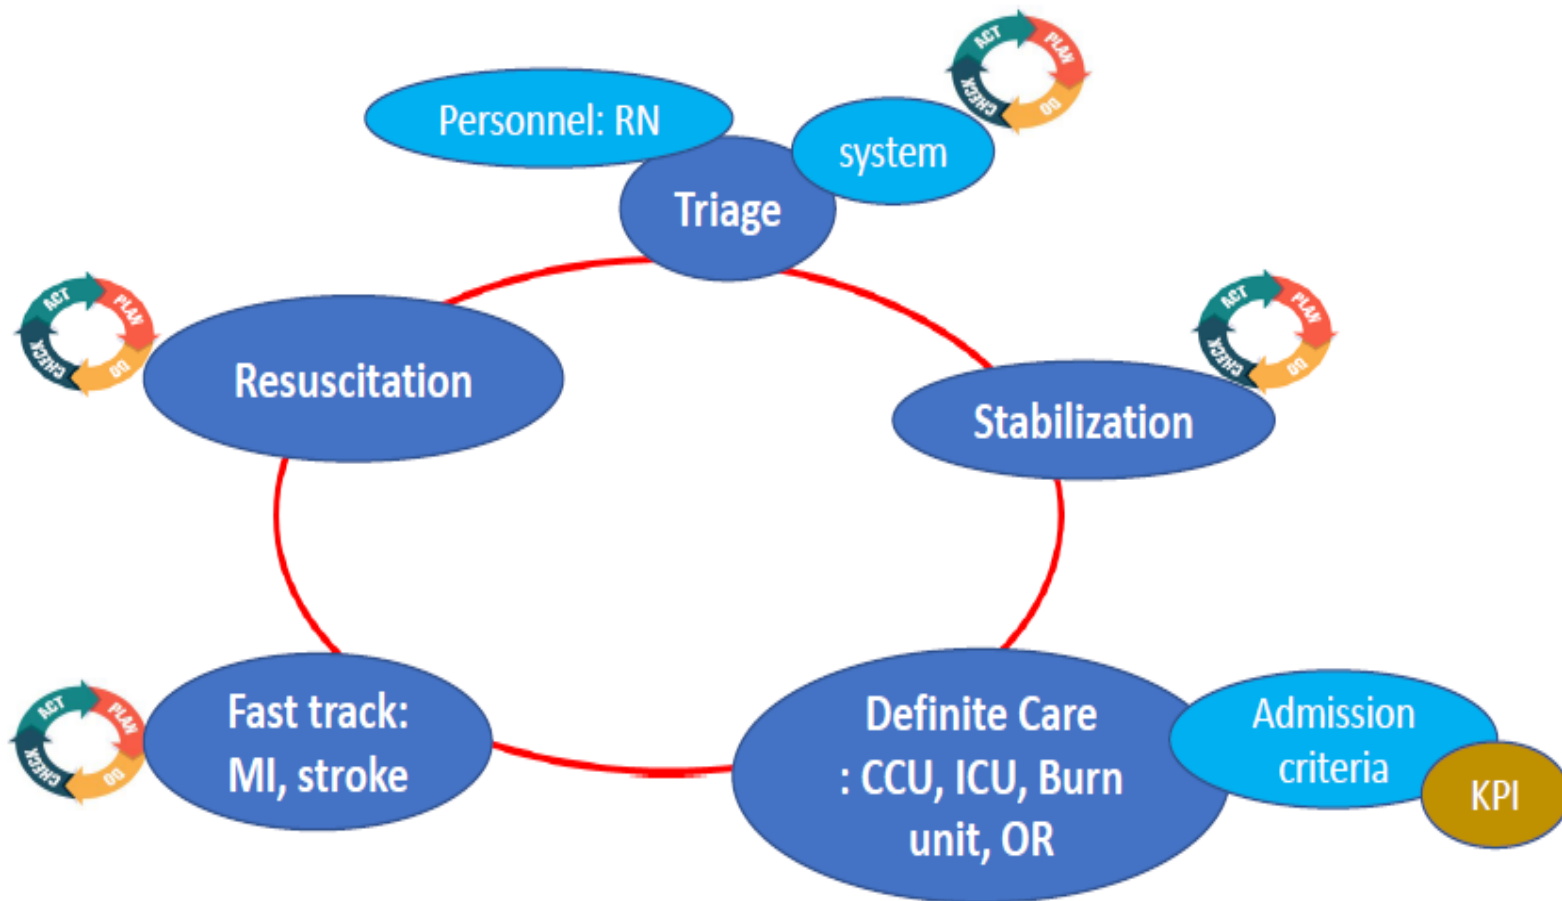 ACT
PLAN
DO
CHECK
Personnel: RN
system
Triage
ACT
PLAN
DO
CHECK
Resuscitation
ACT
PLAN
DO
CHECK
Stabilization
ACT
PLAN
DO
CHECK
Fast track:
MI, stroke
Definite Care
: CCU, ICU, Burn
unit, OR
Admission
criteria
KPI